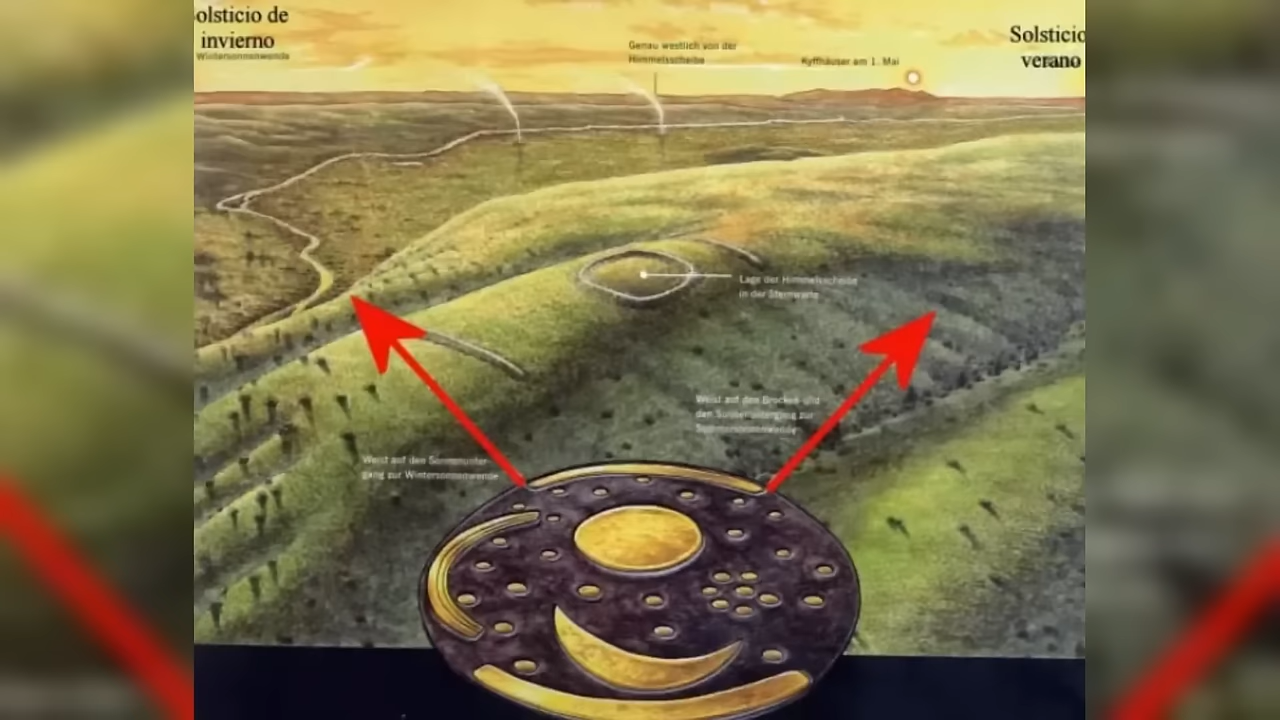 olsticio de
invierno
Wintersonnenwende
Genau westlich von der
Himmelsscheibe
Kyffhäuser am 1. Mai
Solsticio
verano
Lage der Himmelsscheibe
in der Sternwarte
Weist auf den Brocken und
den Sonnenuntergang zur
Sommersonnenwende
Weist auf den Sonnenunter-
gang zur Wintersonnenwende